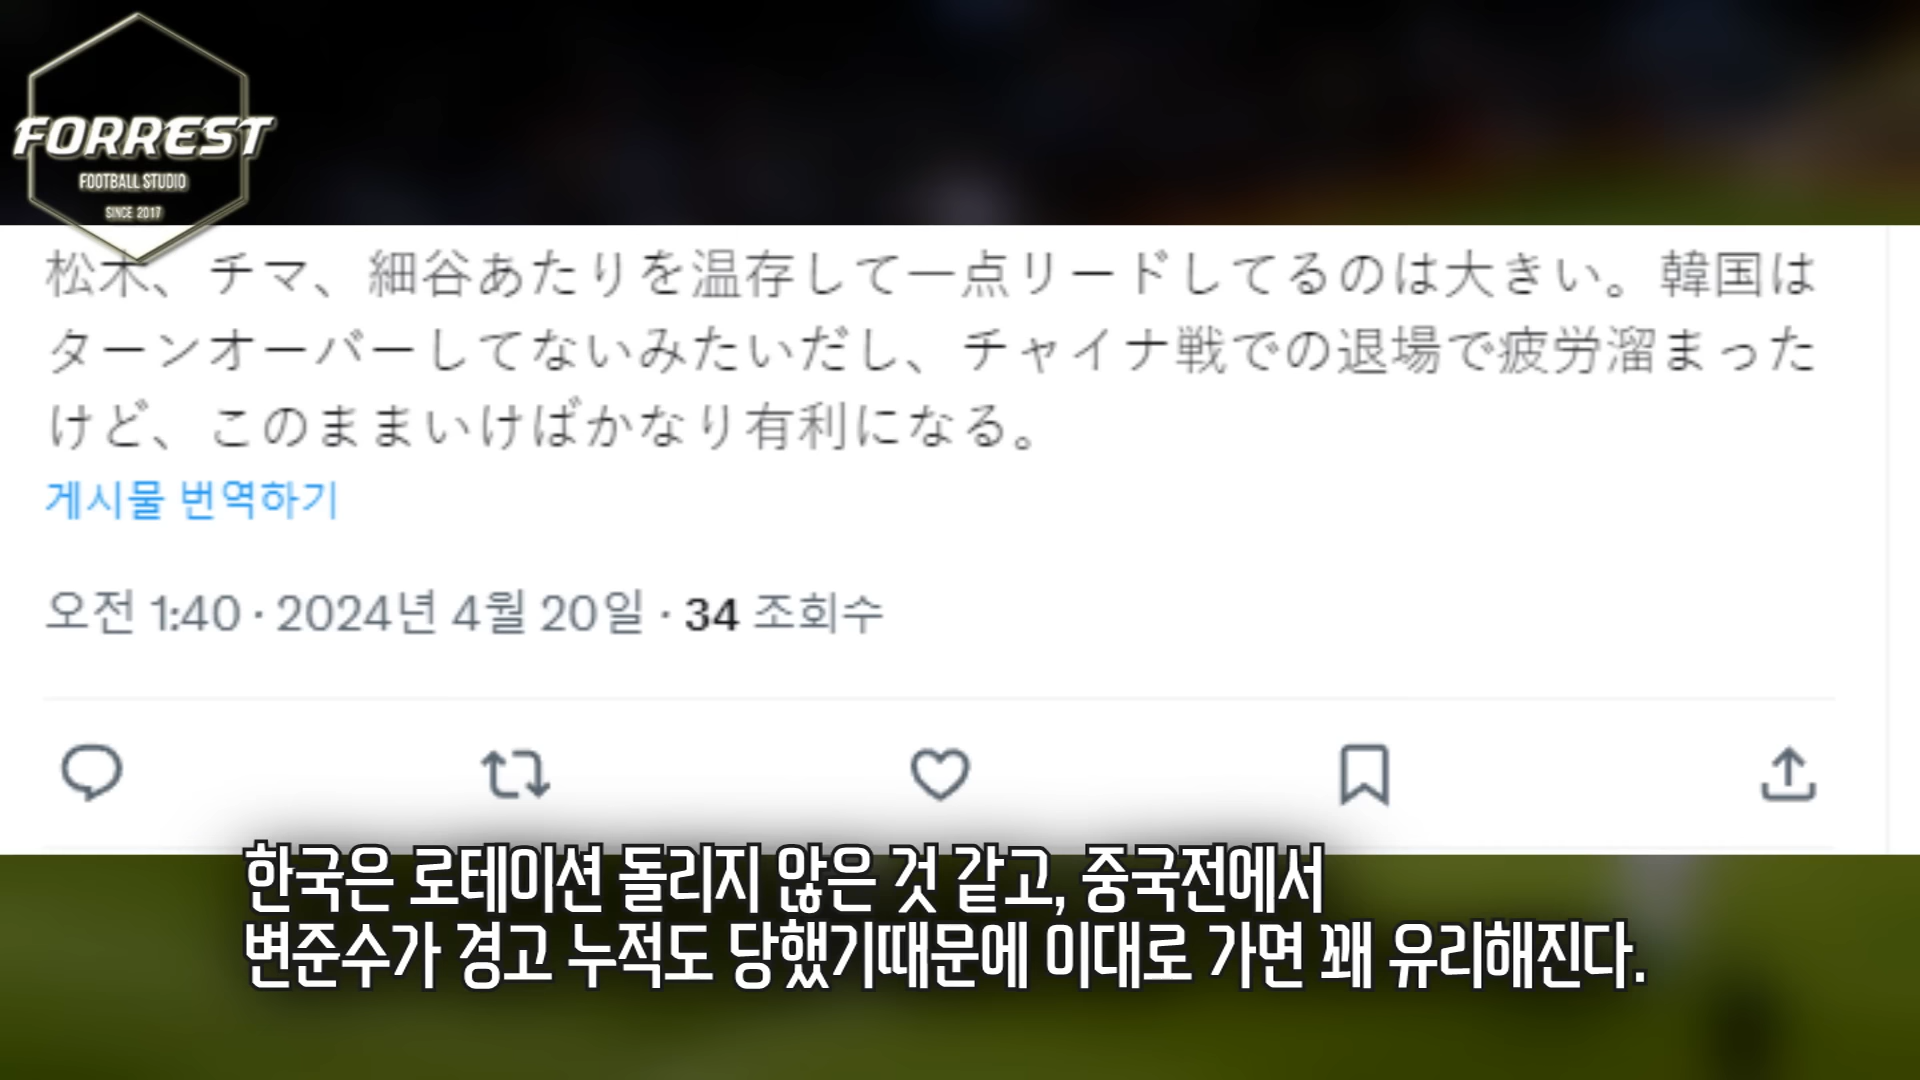 FORREST
FOOTBALL STUDIO
SINCE 2017
松木、チマ、細谷あたりを温存して一点リードしてるのは大きい。韓国は
ターンオーバーしてないみたいだし、チャイナ戦での退場で疲労溜まった
けど、このままいけばかなり有利になる。
게시물 번역하기
오전 1:40 · 2024년 4월 20일 · 34 조회수
한국은 로테이션 돌리지 않은 것 같고, 중국전에서
변준수가 경고 누적도 당했기때문에 이대로 가면 꽤 유리해진다.